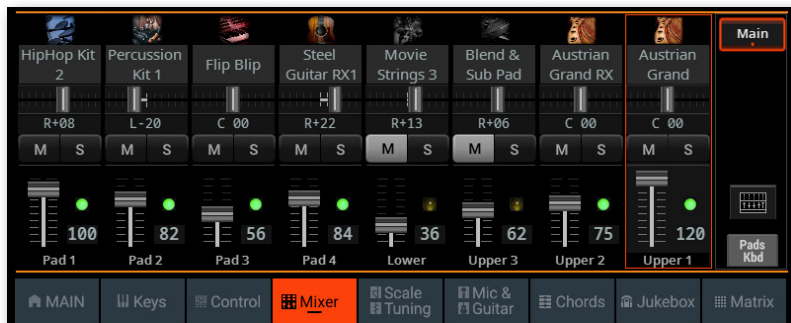 HipHop Kit 2 Percussion Kit 1 Flip Blip Steel Guitar RX1 Movie Strings 3 Blend & Sub Pad Austrian Grand RX Austrian Grand Main
R+08 L-20 C 00 R+22 R+13 R+06 C 00 C 00
M S M S M S M S M S M S M S M S
100 82 56 84 36 62 75 120
Pads Kbd
Pad 1 Pad 2 Pad 3 Pad 4 Lower Upper 3 Upper 2 Upper 1
MAIN Keys Control Mixer Scale Tuning Mic & Guitar Chords Jukebox Matrix